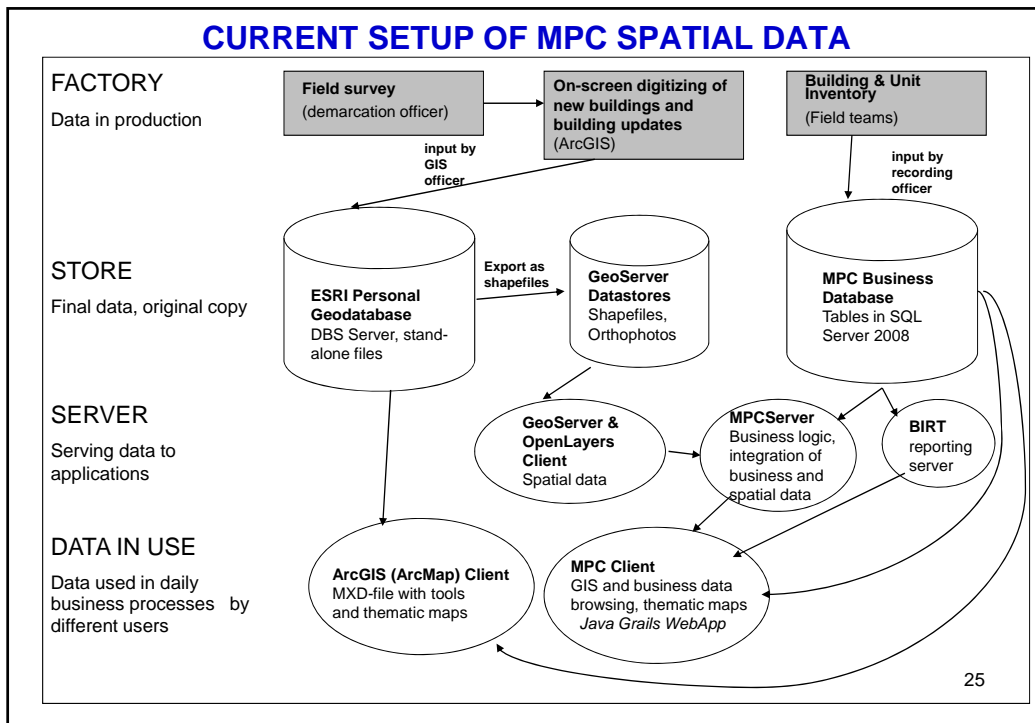 CURRENT SETUP OF MPC SPATIAL DATA
FACTORY
Data in production
Field survey
(demarcation officer)
On-screen digitizing of
new buildings and
building updates
(ArcGIS)
Building & Unit
Inventory
(Field teams)
input by
GIS
officer
input by
recording
officer
STORE
Final data, original copy
ESRI Personal
Geodatabase
DBS Server, stand-
alone files
Export as
shapefiles
GeoServer
Datastores
Shapefiles,
Orthophotos
MPC Business
Database
Tables in SQL
Server 2008
SERVER
Serving data to
applications
GeoServer &
OpenLayers
Client
Spatial data
MPCServer
Business logic,
integration of
business and
spatial data
BIRT
reporting
server
DATA IN USE
Data used in daily
business processes by
different users
ArcGIS (ArcMap) Client
MXD-file with tools
and thematic maps
MPC Client
GIS and business data
browsing, thematic maps
Java Grails WebApp
25